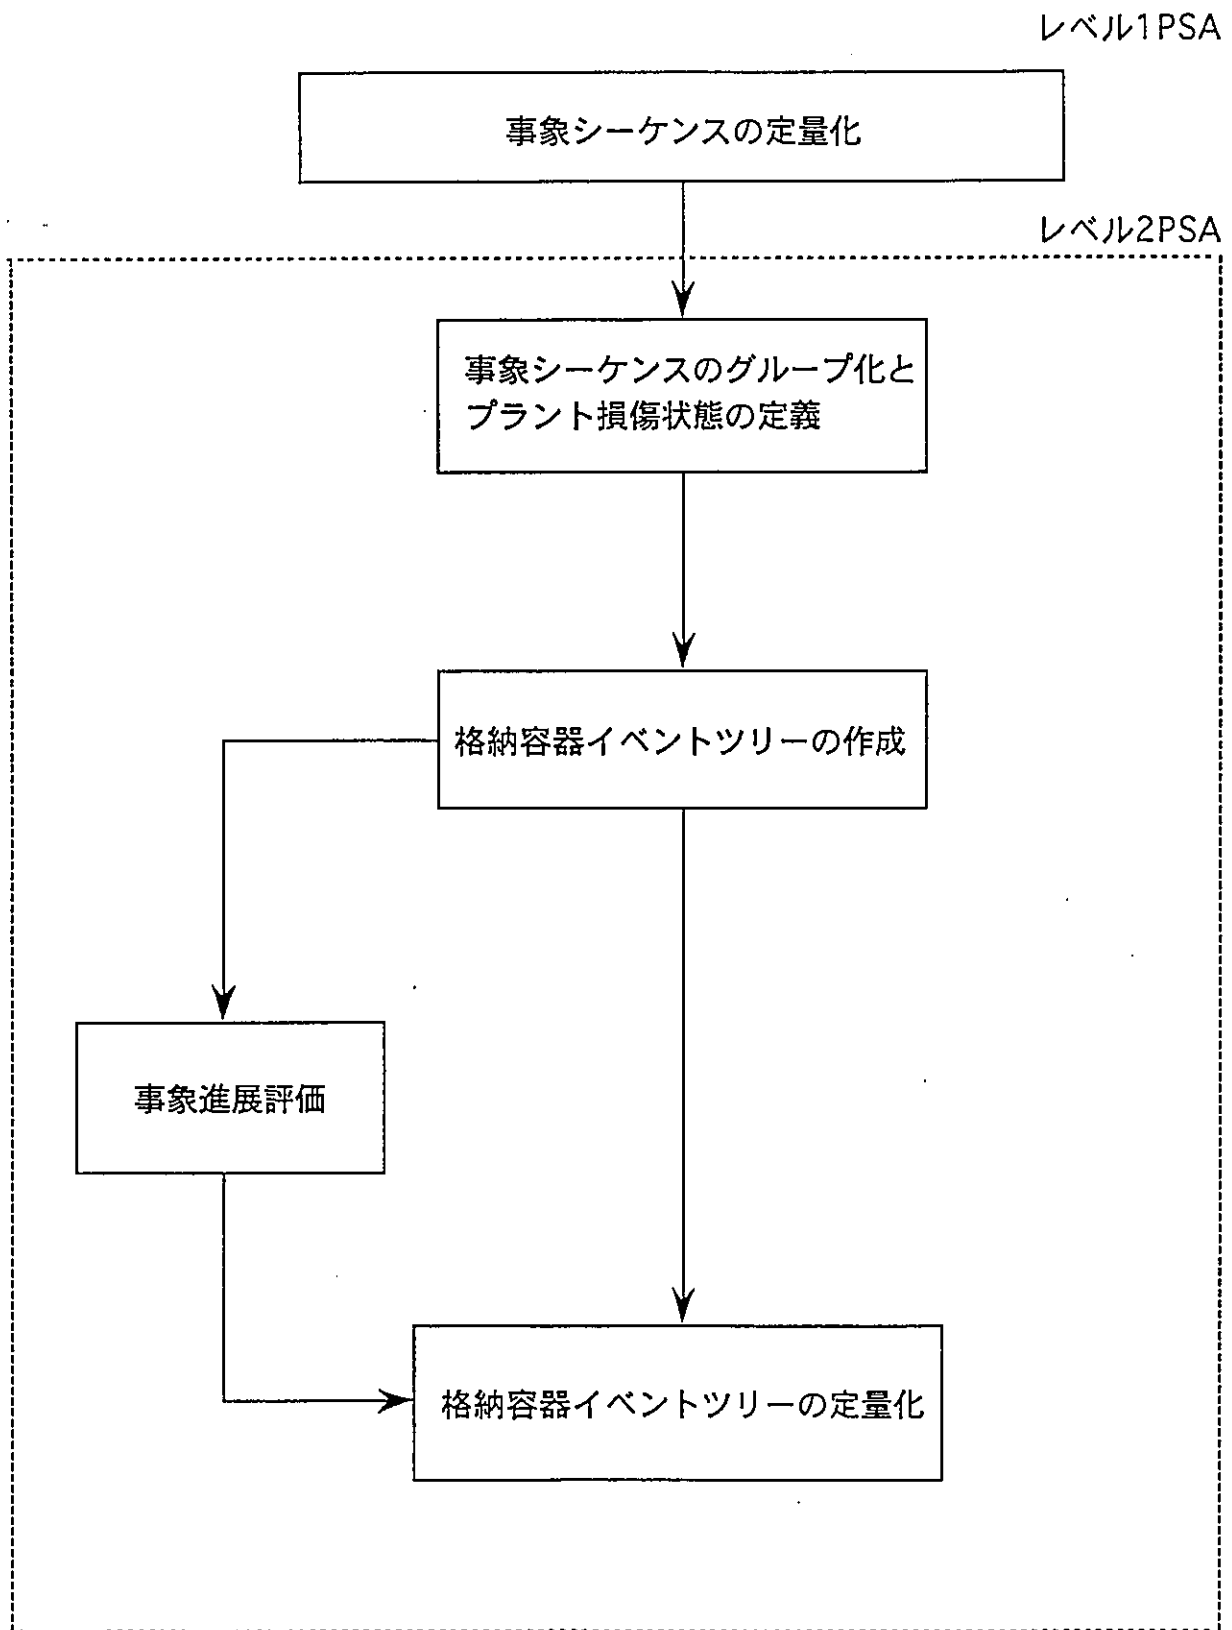 レベル1PSA
事象シーケンスの定量化
レベル2PSA
事象シーケンスのグループ化と
プラント損傷状態の定義
格納容器イベントツリーの作成
事象進展評価
格納容器イベントツリーの定量化